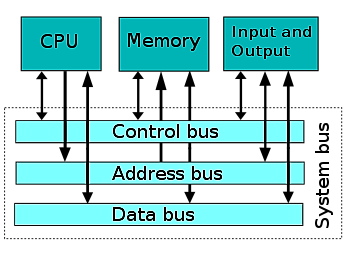 CPU
Memory
Input and
Output
Control bus
Address bus
Data bus
System bus